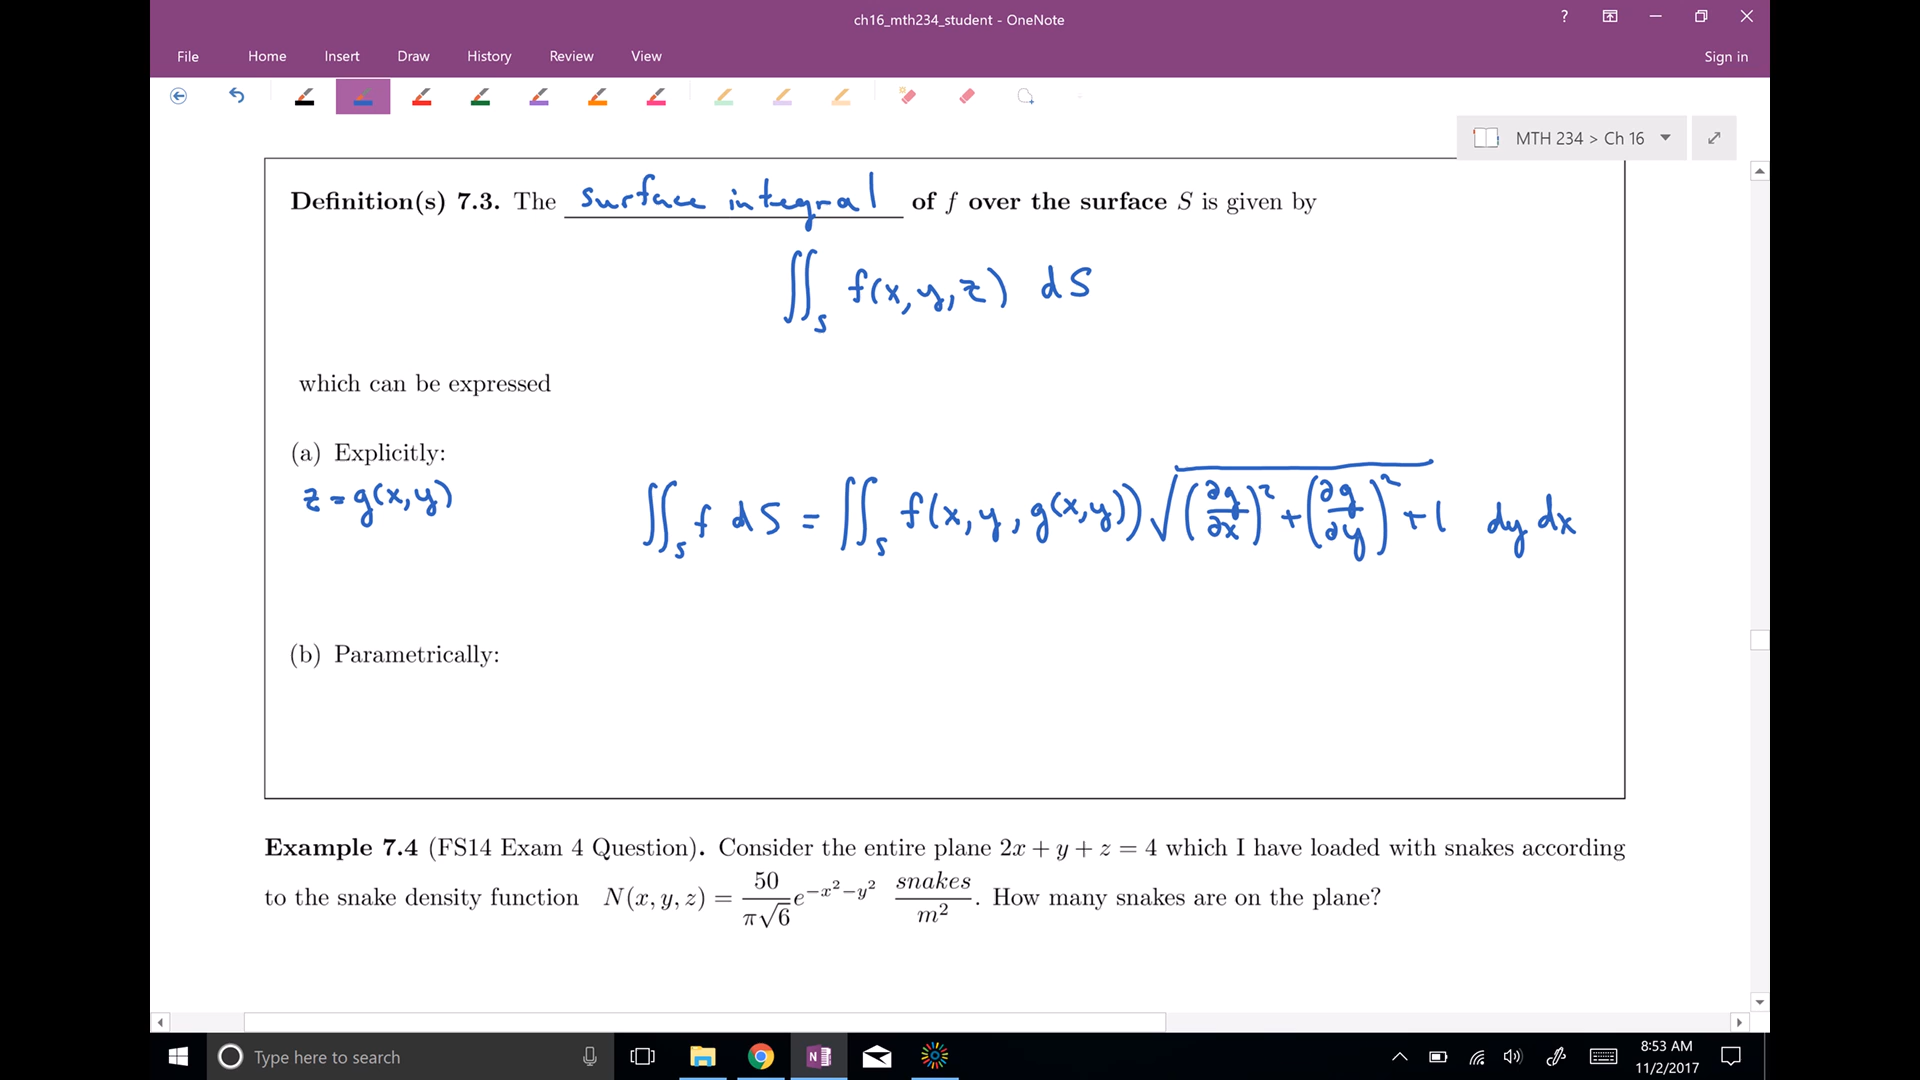 ch16_mth234_student - OneNote
?
File Home Insert Draw History Review View Sign in
MTH 234 > Ch 16
Definition(s) 7.3. The surface integral of f over the surface S is given by
∬_S f(x, y, z) dS
which can be expressed
(a) Explicitly:
z = g(x, y)
∬_S f dS = ∬_S f(x, y, g(x, y)) √((∂g/∂x)² + (∂g/∂y)² + 1) dy dx
(b) Parametrically:
Example 7.4 (FS14 Exam 4 Question). Consider the entire plane 2x + y + z = 4 which I have loaded with snakes according
to the snake density function N(x, y, z) = 50/(π√6) e^(−x²−y²) snakes/m². How many snakes are on the plane?
Type here to search
N
8:53 AM
11/2/2017